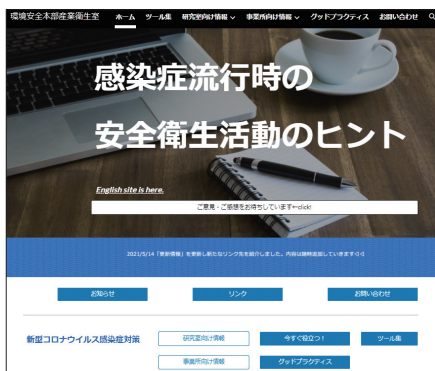 環境安全本部産業衛生室 ホーム ツール集 研究室向け情報 事業所向け情報 グッドプラクティス お問い合わせ
感染症流行時の
安全衛生活動のヒント
English site is here.
ご意見・ご感想をお待ちしています⇐click!
2021/5/14 「更新情報」を更新し新たなリンク先を紹介しました。内容は随時追加していきます
お知らせ リンク お問い合わせ
新型コロナウイルス感染症対策 研究室向け情報 今すぐ役立つ! ツール集
事業所向け情報 グッドプラクティス